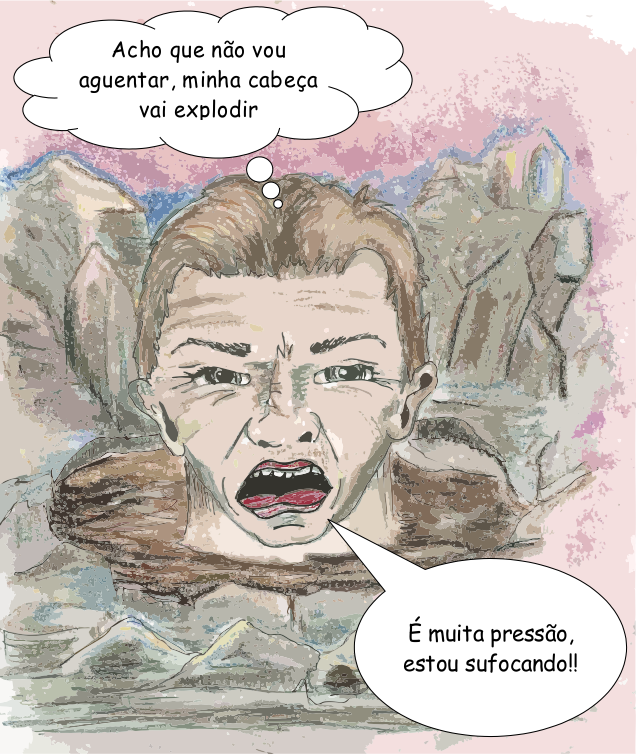 Acho que não vou
aguentar, minha cabeça
vai explodir
É muita pressão,
estou sufocando!!